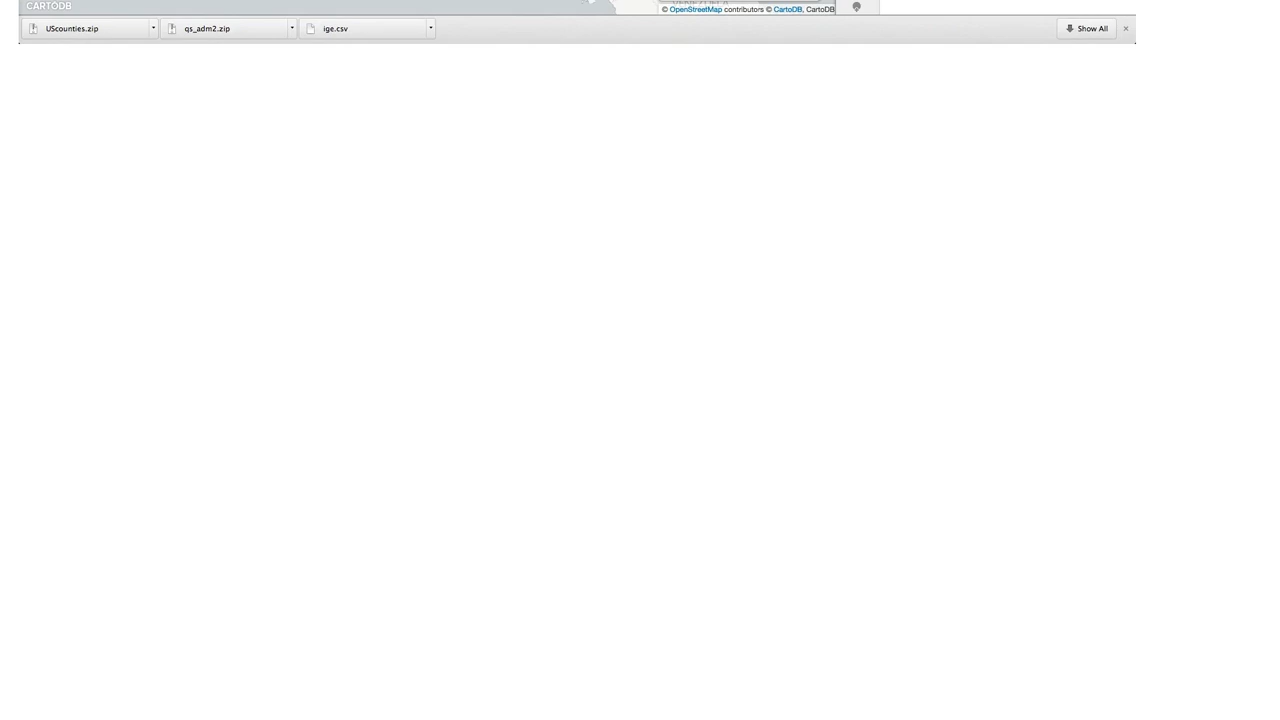 CARTODB
© OpenStreetMap contributors © CartoDB, CartoDB
UScounties.zip
qs_adm2.zip
ige.csv
Show All